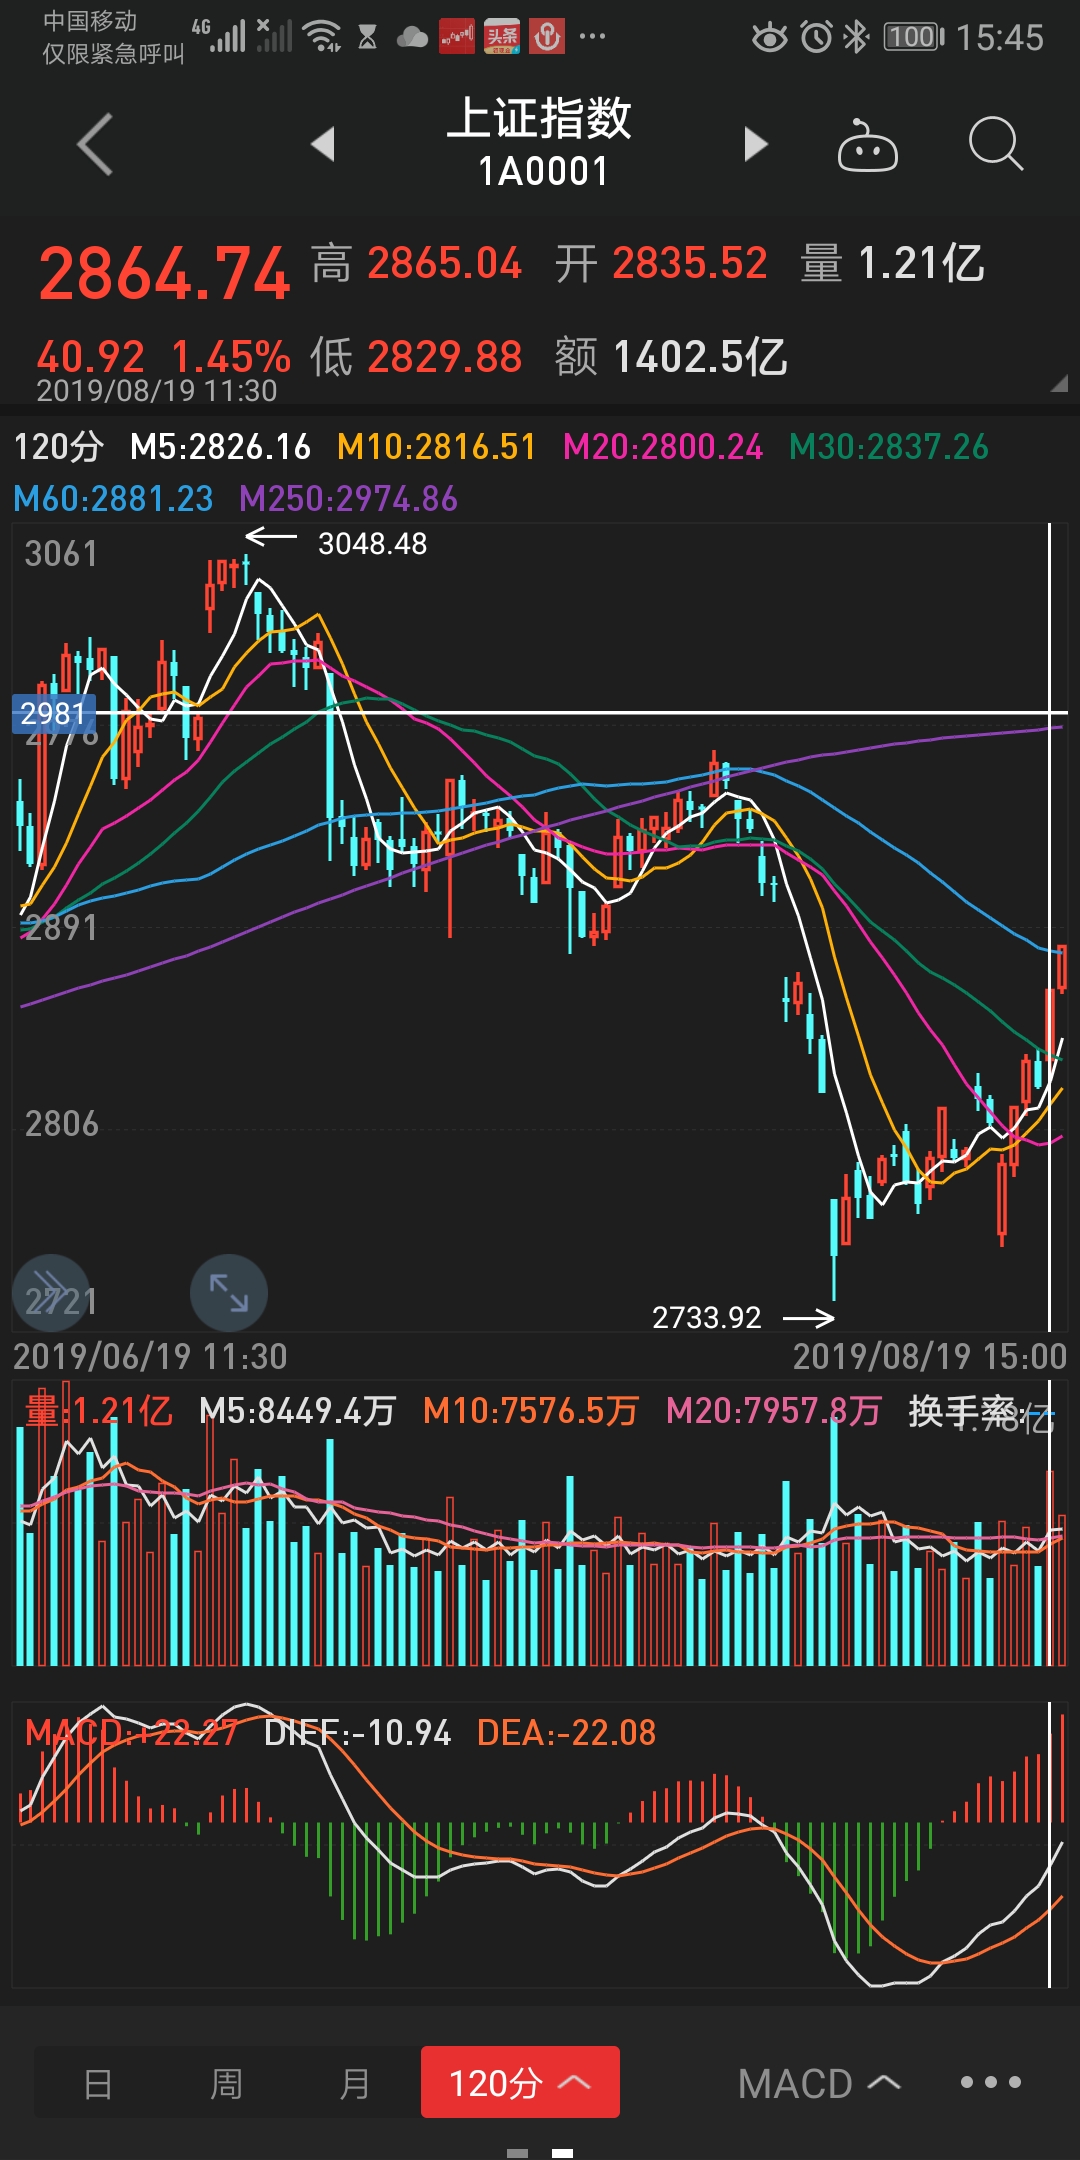 中国移动
仅限紧急呼叫
4G
头条
100
15:45
上证指数
1A0001
2864.74 高 2865.04 开 2835.52 量 1.21亿
40.92 1.45% 低 2829.88 额 1402.5亿
2019/08/19 11:30
120分 M5:2826.16 M10:2816.51 M20:2800.24 M30:2837.26
M60:2881.23 M250:2974.86
3061
3048.48
2981
2976
2891
2806
2721
2733.92
2019/06/19 11:30 2019/08/19 15:00
量:1.21亿 M5:8449.4万 M10:7576.5万 M20:7957.8万 换手率:--
1.78亿
MACD:+22.27 DIFF:-10.94 DEA:-22.08
日 周 月 120分 MACD